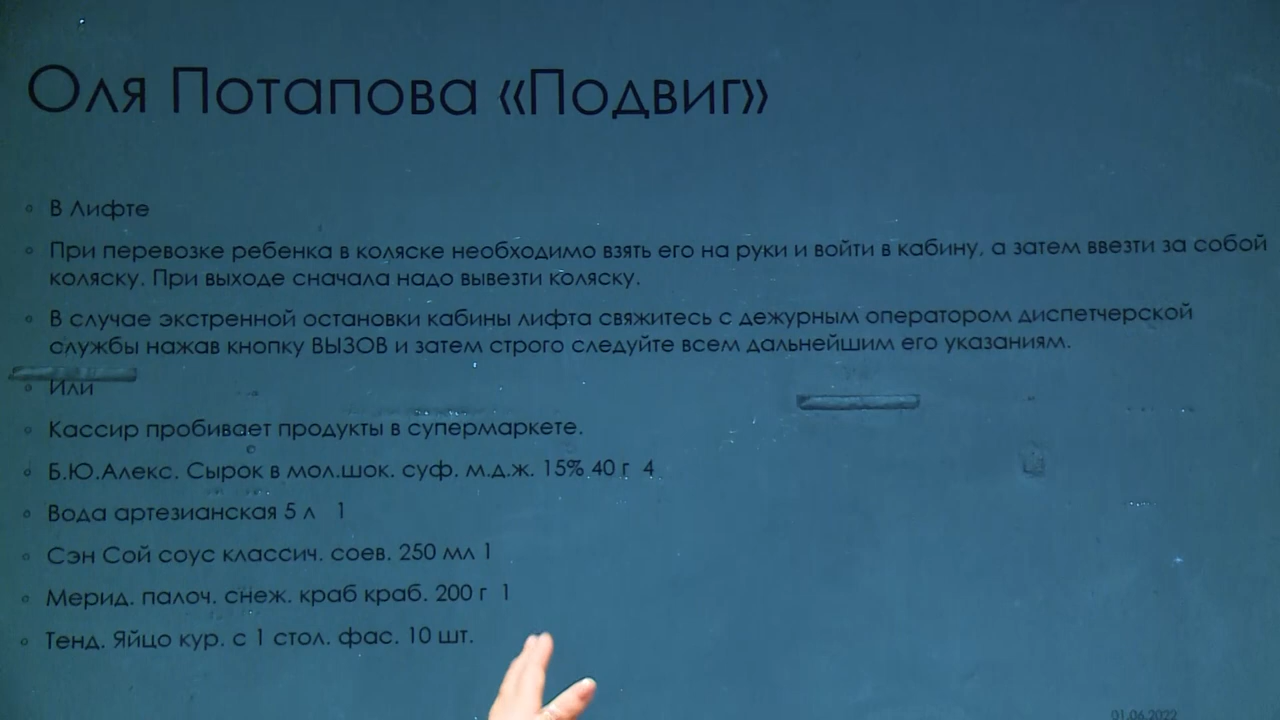 Оля Потапова «Подвиг»
В Лифте
При перевозке ребенка в коляске необходимо взять его на руки и войти в кабину, а затем ввезти за собой
коляску. При выходе сначала надо вывезти коляску.
В случае экстренной остановки кабины лифта свяжитесь с дежурным оператором диспетчерской
службы нажав кнопку ВЫЗОВ и затем строго следуйте всем дальнейшим его указаниям.
Или
Кассир пробивает продукты в супермаркете.
Б.Ю.Алекс. Сырок в мол.шок. суф. м.д.ж. 15% 40 г 4
Вода артезианская 5 л 1
Сэн Сой соус классич. соев. 250 мл 1
Мерид. палоч. снеж. краб краб. 200 г 1
Тенд. Яйцо кур. с 1 стол. фас. 10 шт.
01.06.2022